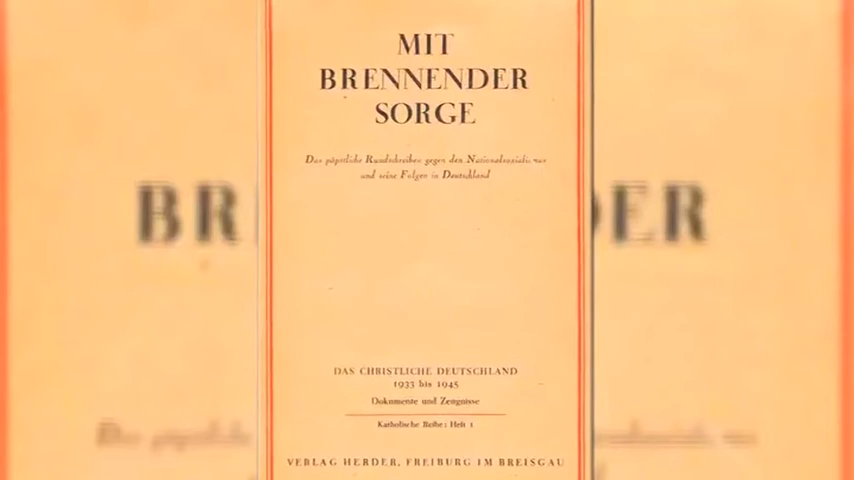 MIT
BRENNENDER
SORGE
Das päpstliche Rundschreiben gegen den Nationalsozialismus
und seine Folgen in Deutschland
DAS CHRISTLICHE DEUTSCHLAND
1933 bis 1945
Dokumente und Zeugnisse
Katholische Reihe: Heft 1
VERLAG HERDER, FREIBURG IM BREISGAU